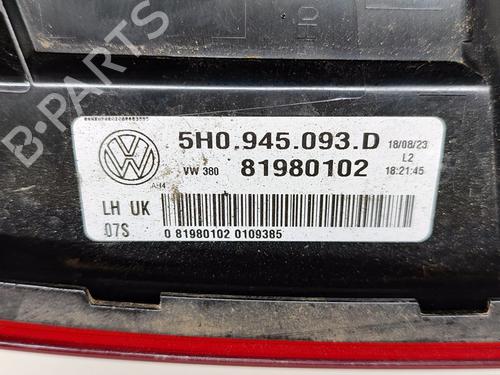 B-PARTS
5H0.945.093.D
18/08/23
VW 380
81980102
L2
18:21:45
AH4
LH UK
07S
0 81980102 0109385